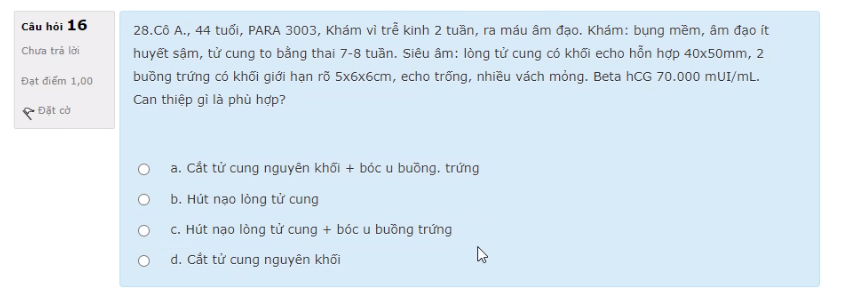 Câu hỏi 16
Chưa trả lời
Đạt điểm 1,00
Đặt cờ
28.Cô A., 44 tuổi, PARA 3003, Khám vì trễ kinh 2 tuần, ra máu âm đạo. Khám: bụng mềm, âm đạo ít
huyết sậm, tử cung to bằng thai 7-8 tuần. Siêu âm: lòng tử cung có khối echo hỗn hợp 40x50mm, 2
buồng trứng có khối giới hạn rõ 5x6x6cm, echo trống, nhiều vách mỏng. Beta hCG 70.000 mUI/mL.
Can thiệp gì là phù hợp?
a. Cắt tử cung nguyên khối + bóc u buồng. trứng
b. Hút nạo lòng tử cung
c. Hút nạo lòng tử cung + bóc u buồng trứng
d. Cắt tử cung nguyên khối